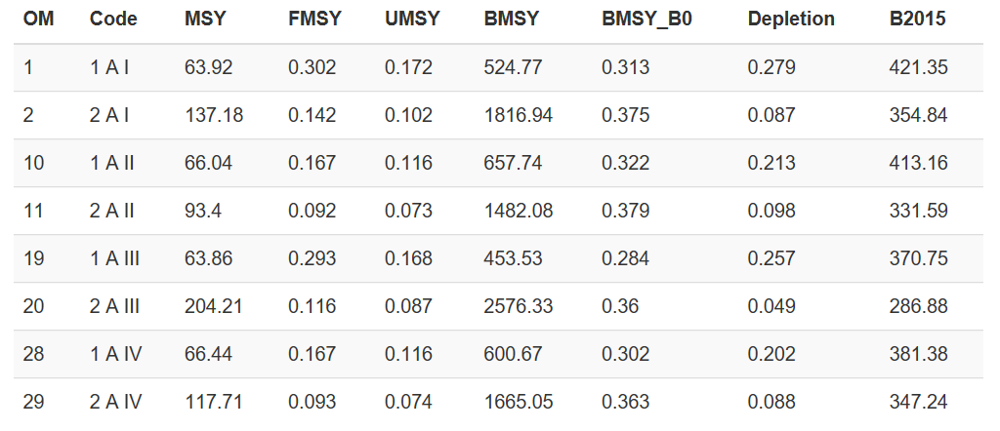 OM Code MSY FMSY UMSY BMSY BMSY_B0 Depletion B2015
1 1 A I 63.92 0.302 0.172 524.77 0.313 0.279 421.35
2 2 A I 137.18 0.142 0.102 1816.94 0.375 0.087 354.84
10 1 A II 66.04 0.167 0.116 657.74 0.322 0.213 413.16
11 2 A II 93.4 0.092 0.073 1482.08 0.379 0.098 331.59
19 1 A III 63.86 0.293 0.168 453.53 0.284 0.257 370.75
20 2 A III 204.21 0.116 0.087 2576.33 0.36 0.049 286.88
28 1 A IV 66.44 0.167 0.116 600.67 0.302 0.202 381.38
29 2 A IV 117.71 0.093 0.074 1665.05 0.363 0.088 347.24